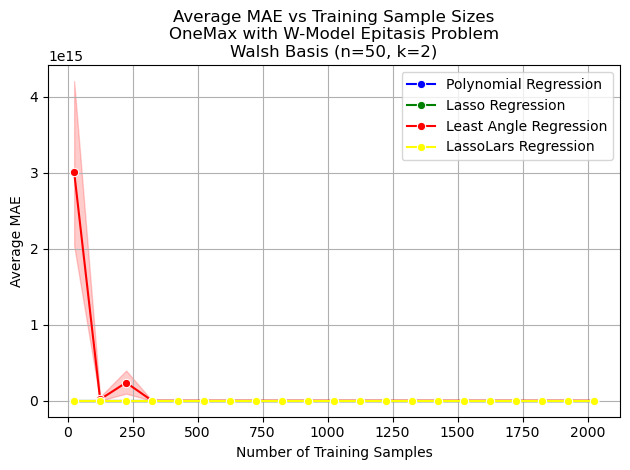 Average MAE vs Training Sample Sizes
OneMax with W-Model Epitasis Problem
Walsh Basis (n=50, k=2)
1e15
Polynomial Regression
Lasso Regression
Least Angle Regression
LassoLars Regression
4
3
2
1
0
Average MAE
0 250 500 750 1000 1250 1500 1750 2000
Number of Training Samples